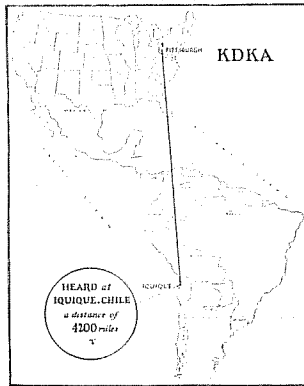 KDKA
PITTSBURGH
IQUIQUE
HEARD at
IQUIQUE. CHILE
a distance of
4200 miles